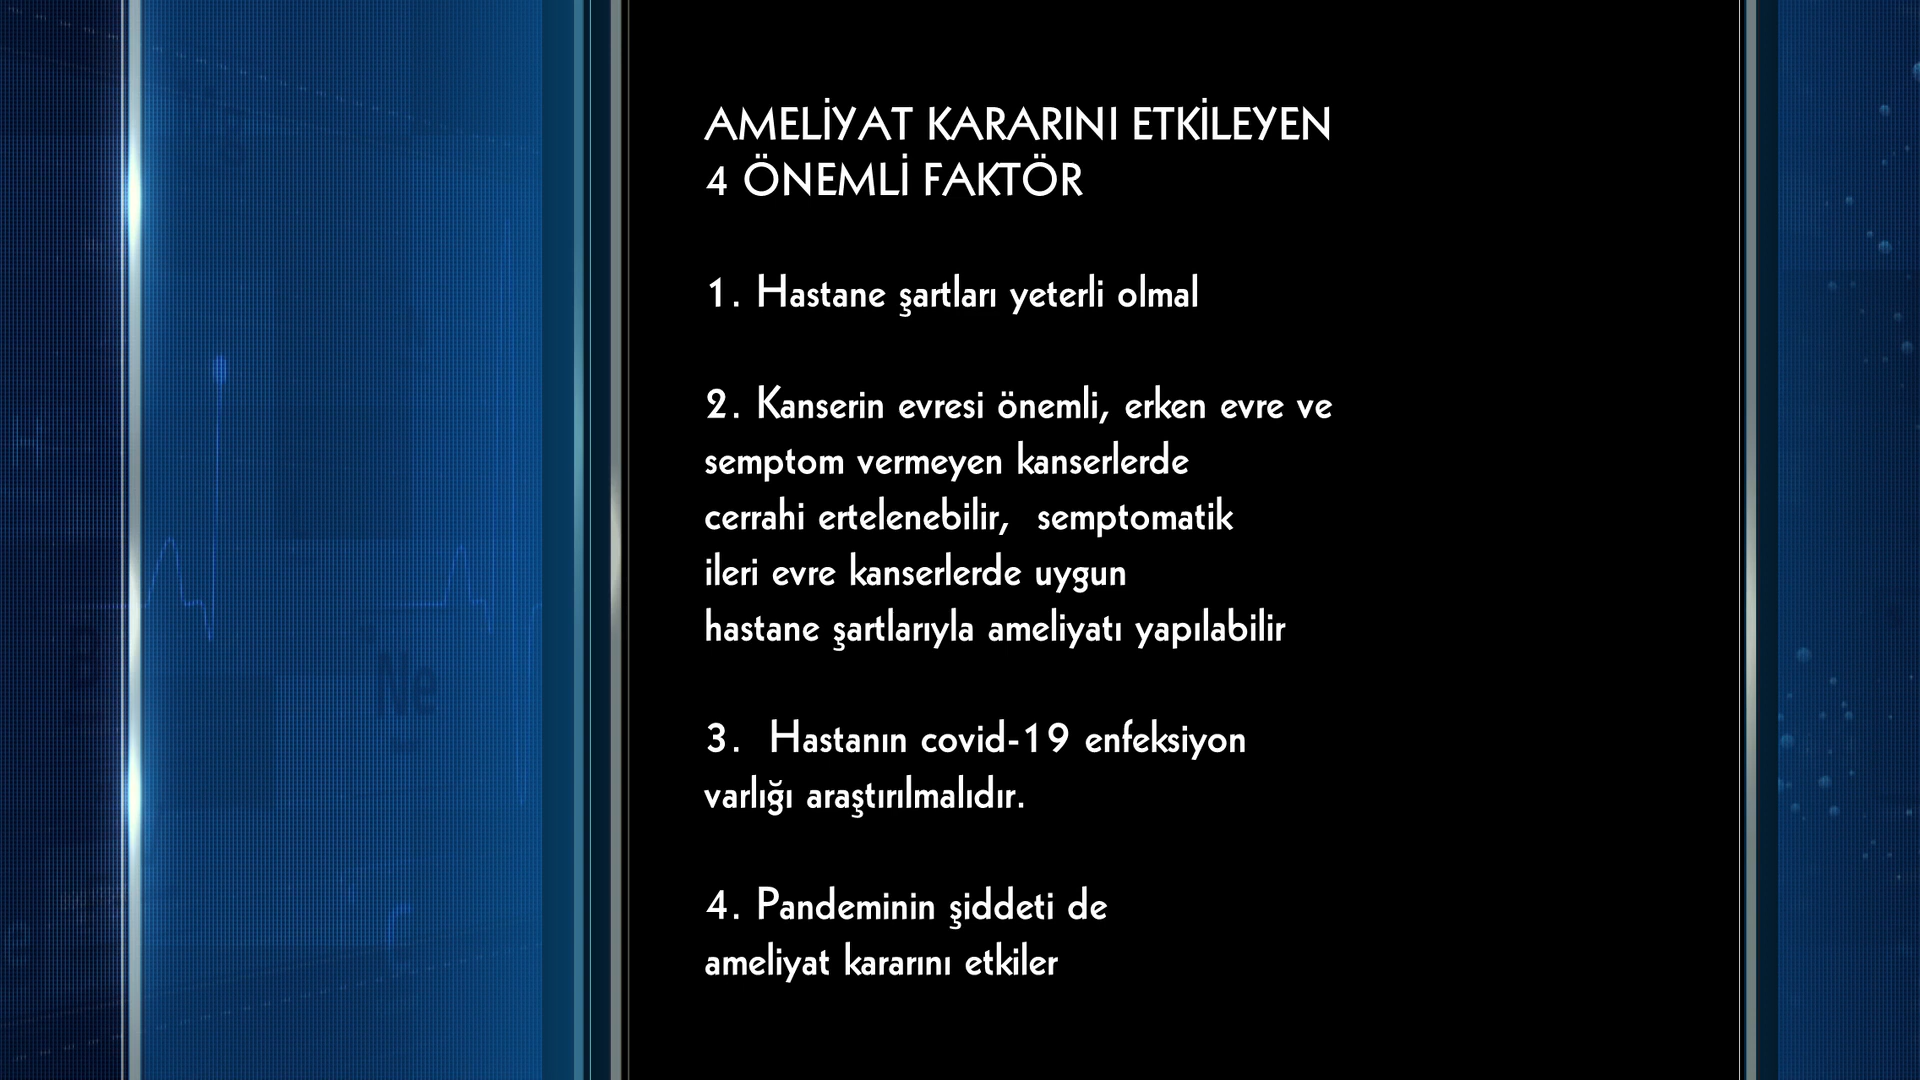 AMELİYAT KARARINI ETKİLEYEN
4 ÖNEMLİ FAKTÖR
1. Hastane şartları yeterli olmal
2. Kanserin evresi önemli, erken evre ve
semptom vermeyen kanserlerde
cerrahi ertelenebilir,  semptomatik
ileri evre kanserlerde uygun
hastane şartlarıyla ameliyatı yapılabilir
3.  Hastanın covid-19 enfeksiyon
varlığı araştırılmalıdır.
4. Pandeminin şiddeti de
ameliyat kararını etkiler
Ne